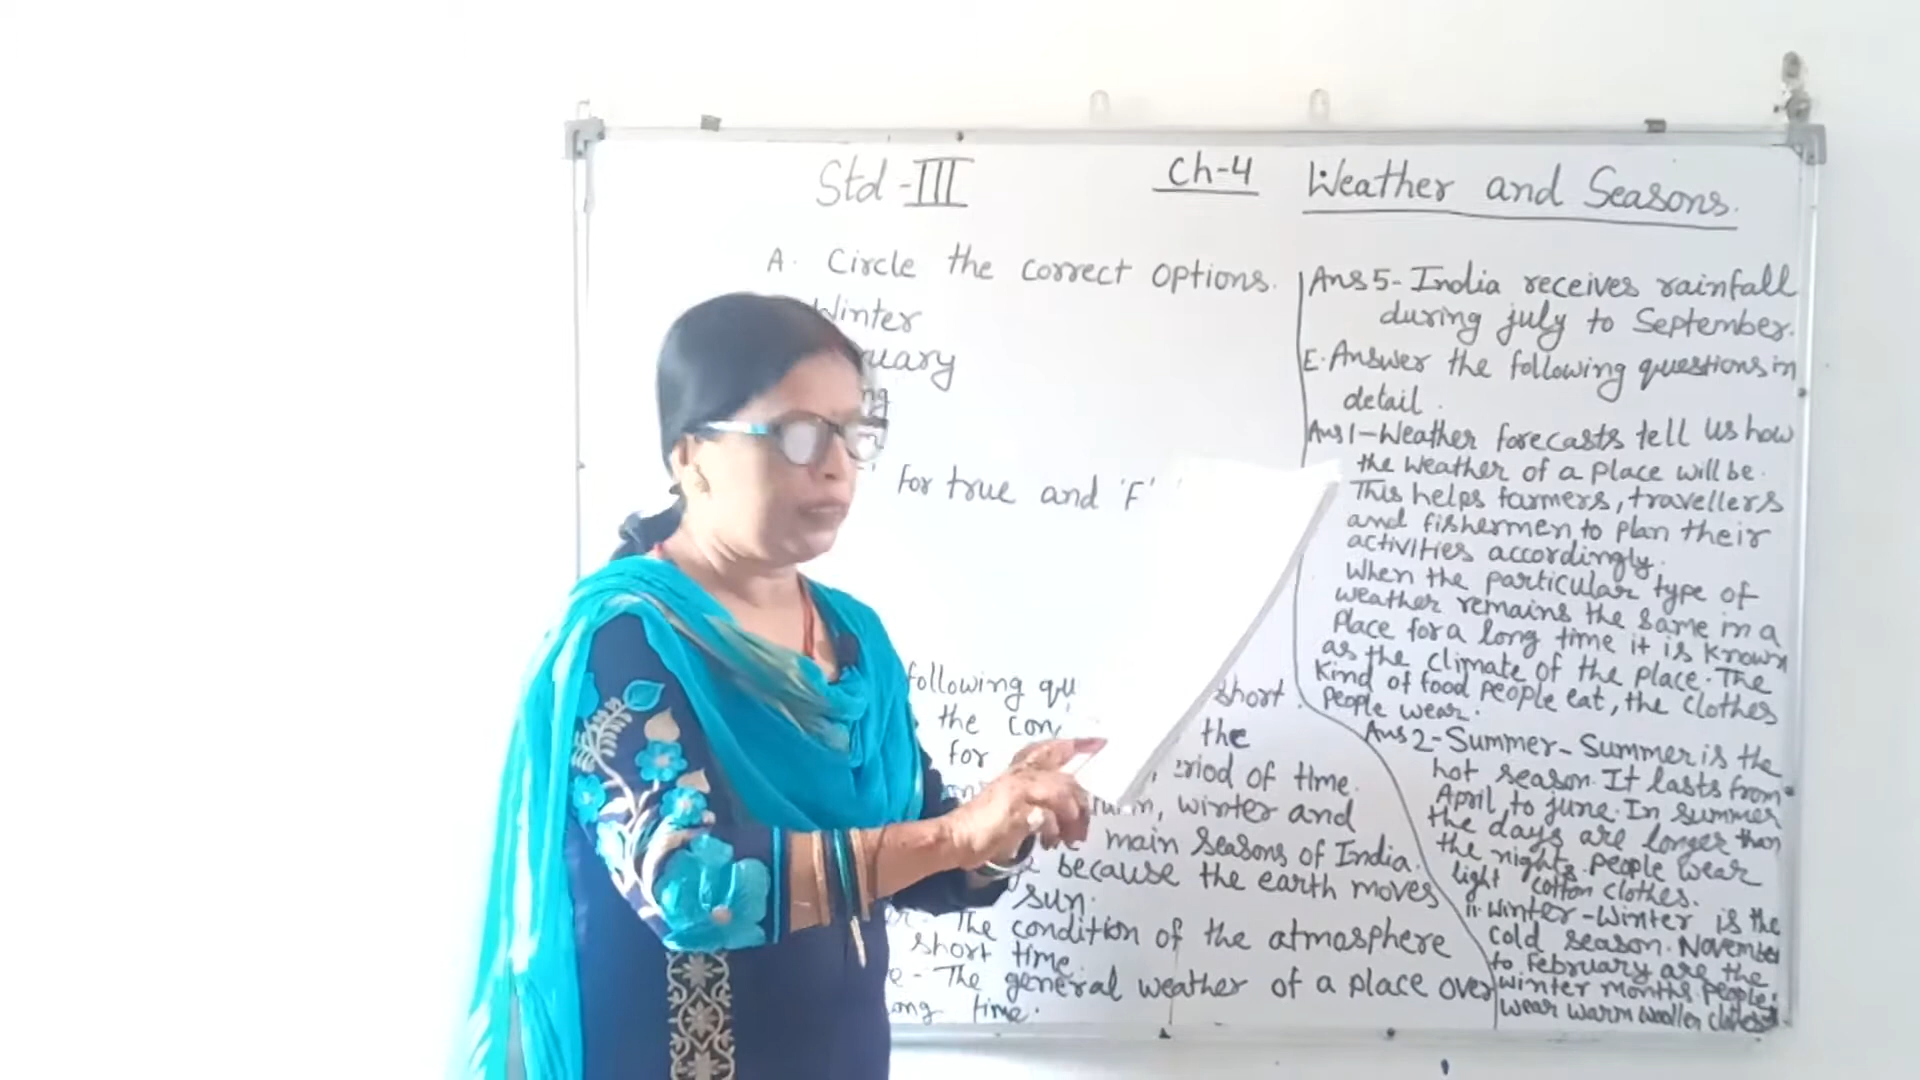 Std - III
Ch-4 Weather and Seasons.
A. Circle the correct options.
Winter
For true and 'F'
following
short
the
for
the
period of time.
winter and
main seasons of India.
because the earth moves
sun.
The condition of the atmosphere
short time.
The general weather of a place over
time.
Ans 5- India receives rainfall
during july to September.
E. Answer the following questions in
detail.
Ans 1- Weather forecasts tell us how
the weather of a place will be.
This helps farmers, travellers
and fishermen to plan their
activities accordingly.
When the particular type of
weather remains the same in a
place for a long time it is known
as the climate of the place. The
kind of food people eat, the clothes
people wear.
Ans 2- Summer- Summer is the
hot season. It lasts from
April to june. In summer
the days are longer than
the nights. people wear
light cotton clothes.
ii. Winter- Winter is the
cold season. November
to February are the
winter months. people
wear warm woollen clothes